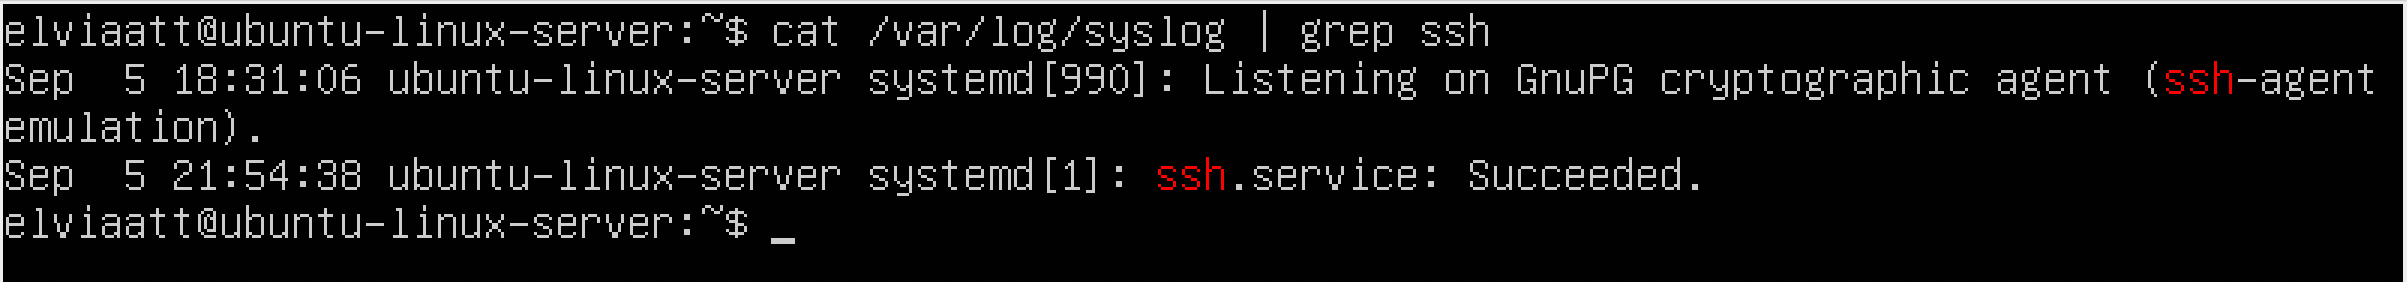 elviaatt@ubuntu-linux-server:~$ cat /var/log/syslog | grep ssh
Sep  5 18:31:06 ubuntu-linux-server systemd[990]: Listening on GnuPG cryptographic agent (ssh-agent
emulation).
Sep  5 21:54:38 ubuntu-linux-server systemd[1]: ssh.service: Succeeded.
elviaatt@ubuntu-linux-server:~$ _